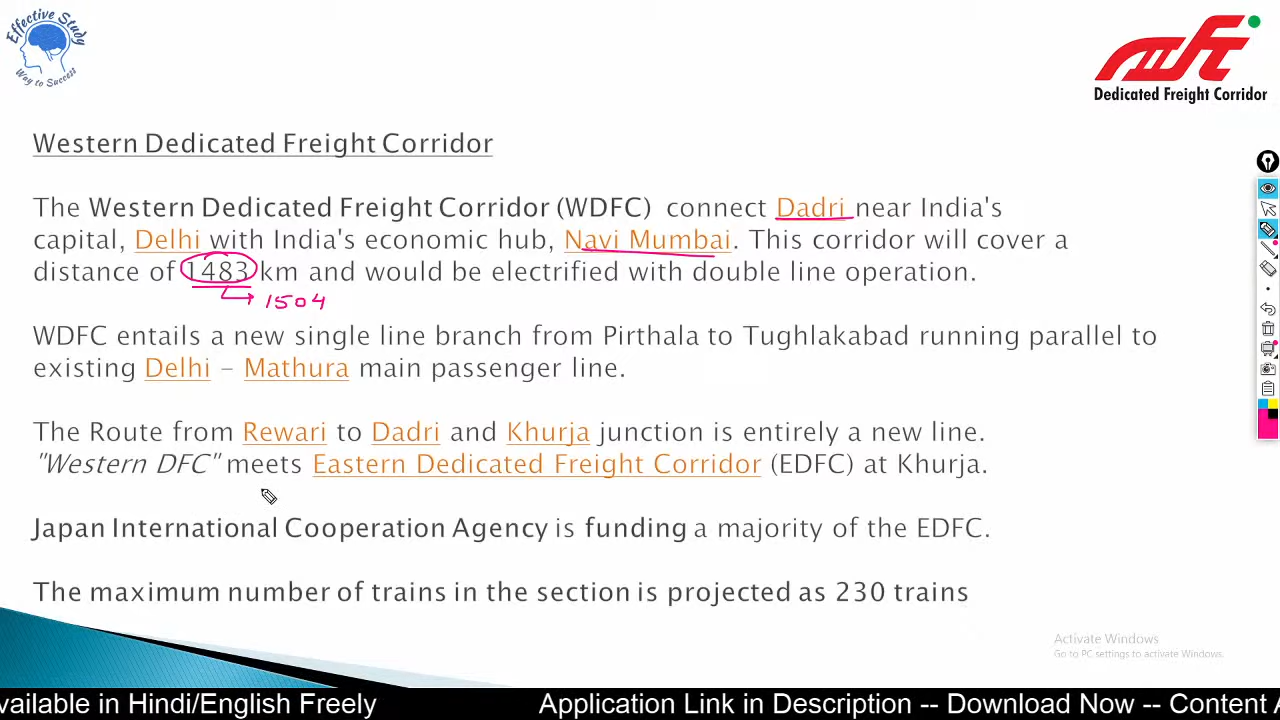 Effective Study
Way to Success
Dedicated Freight Corridor
Western Dedicated Freight Corridor
The Western Dedicated Freight Corridor (WDFC) connect Dadri near India's
capital, Delhi with India's economic hub, Navi Mumbai. This corridor will cover a
distance of 1483 km and would be electrified with double line operation.
1504
WDFC entails a new single line branch from Pirthala to Tughlakabad running parallel to
existing Delhi – Mathura main passenger line.
The Route from Rewari to Dadri and Khurja junction is entirely a new line.
"Western DFC" meets Eastern Dedicated Freight Corridor (EDFC) at Khurja.
Japan International Cooperation Agency is funding a majority of the EDFC.
The maximum number of trains in the section is projected as 230 trains
Activate Windows
Go to PC settings to activate Windows.
vailable in Hindi/English Freely Application Link in Description -- Download Now -- Content A